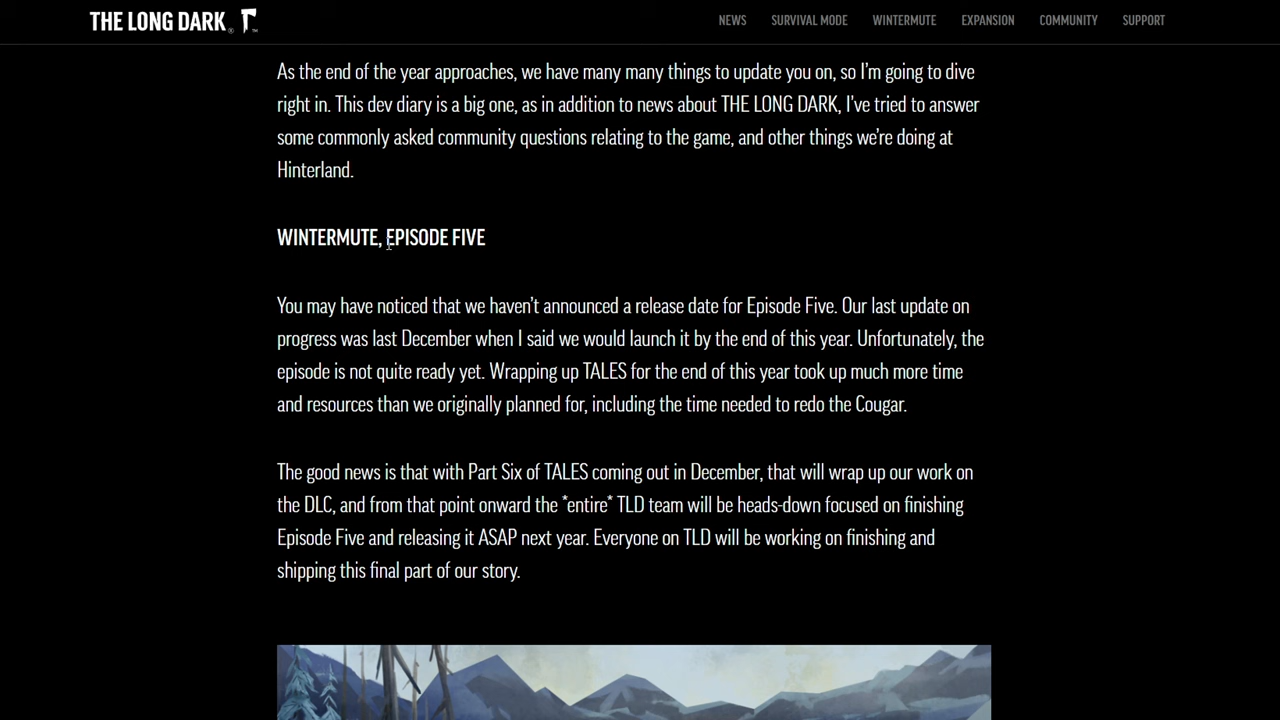 THE LONG DARK
NEWS SURVIVAL MODE WINTERMUTE EXPANSION COMMUNITY SUPPORT
As the end of the year approaches, we have many many things to update you on, so I'm going to dive
right in. This dev diary is a big one, as in addition to news about THE LONG DARK, I've tried to answer
some commonly asked community questions relating to the game, and other things we're doing at
Hinterland.
WINTERMUTE, EPISODE FIVE
You may have noticed that we haven't announced a release date for Episode Five. Our last update on
progress was last December when I said we would launch it by the end of this year. Unfortunately, the
episode is not quite ready yet. Wrapping up TALES for the end of this year took up much more time
and resources than we originally planned for, including the time needed to redo the Cougar.
The good news is that with Part Six of TALES coming out in December, that will wrap up our work on
the DLC, and from that point onward the *entire* TLD team will be heads-down focused on finishing
Episode Five and releasing it ASAP next year. Everyone on TLD will be working on finishing and
shipping this final part of our story.